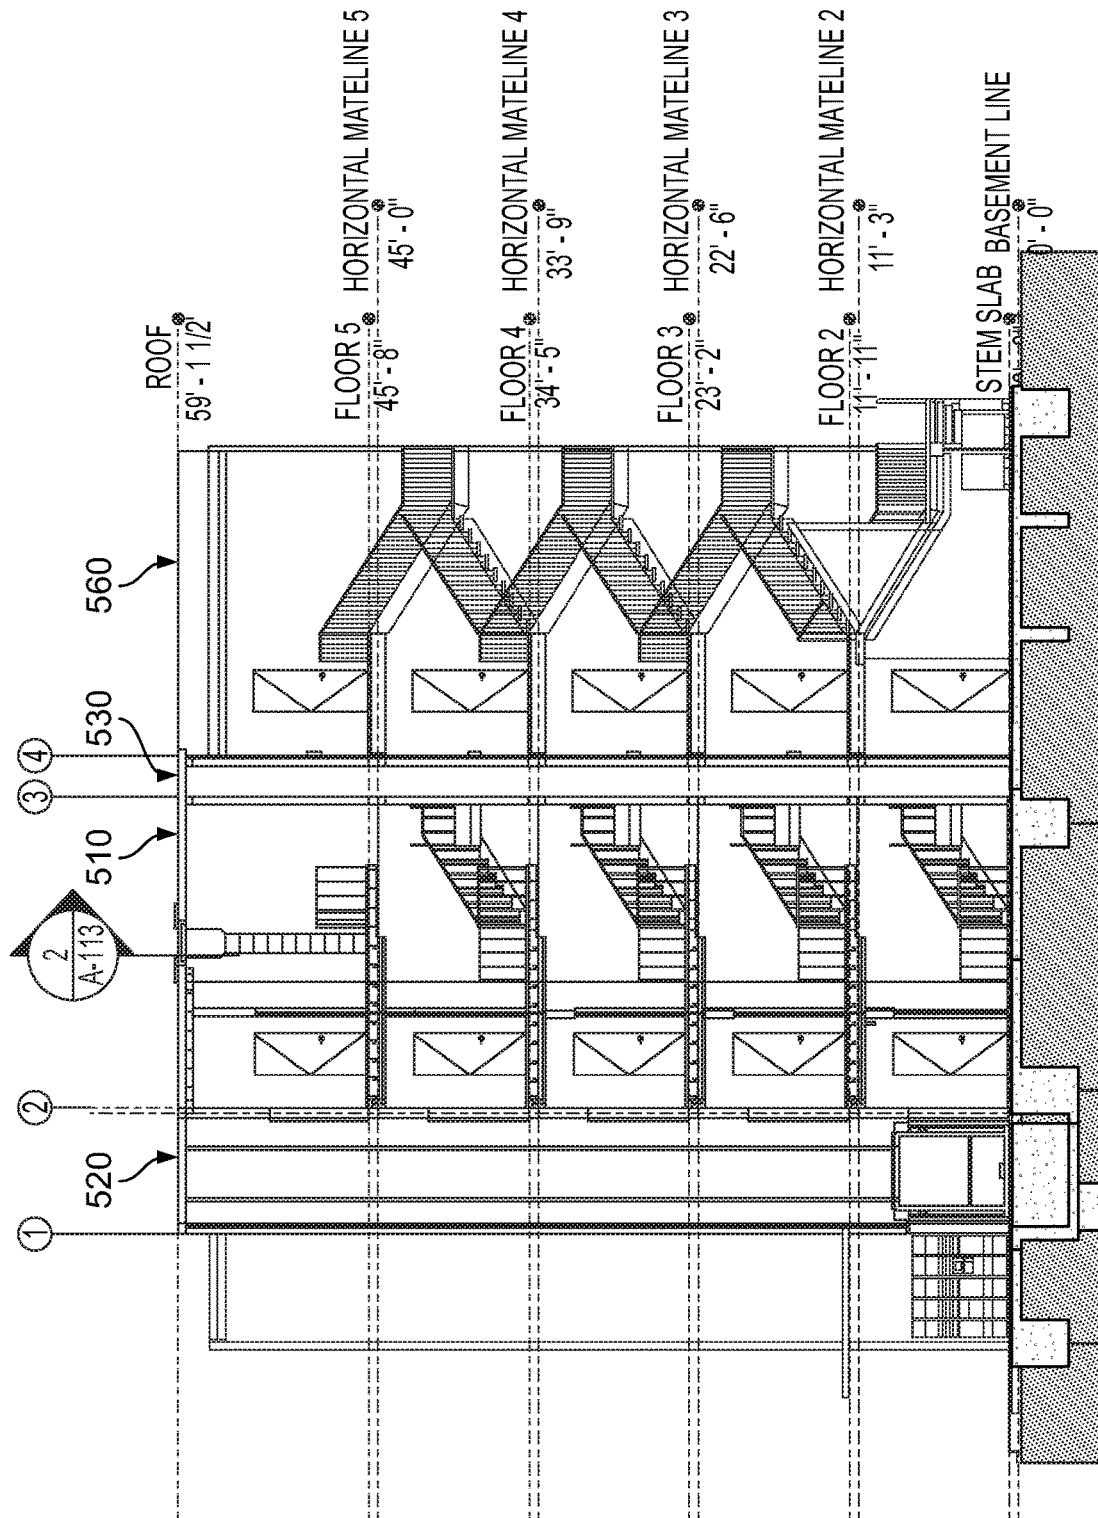 HORIZONTAL MATELINE 5
45' - 0"
HORIZONTAL MATELINE 4
33' - 9"
HORIZONTAL MATELINE 3
22' - 6"
HORIZONTAL MATELINE 2
11' - 3"
BASEMENT LINE
0' - 0"
ROOF
59' - 1 1/2'
FLOOR 5
45' - 8"
FLOOR 4
34' - 5"
FLOOR 3
23' - 2"
FLOOR 2
11' - 11"
STEM SLAB
560
530
4
3
510
2
A-113
2
520
1